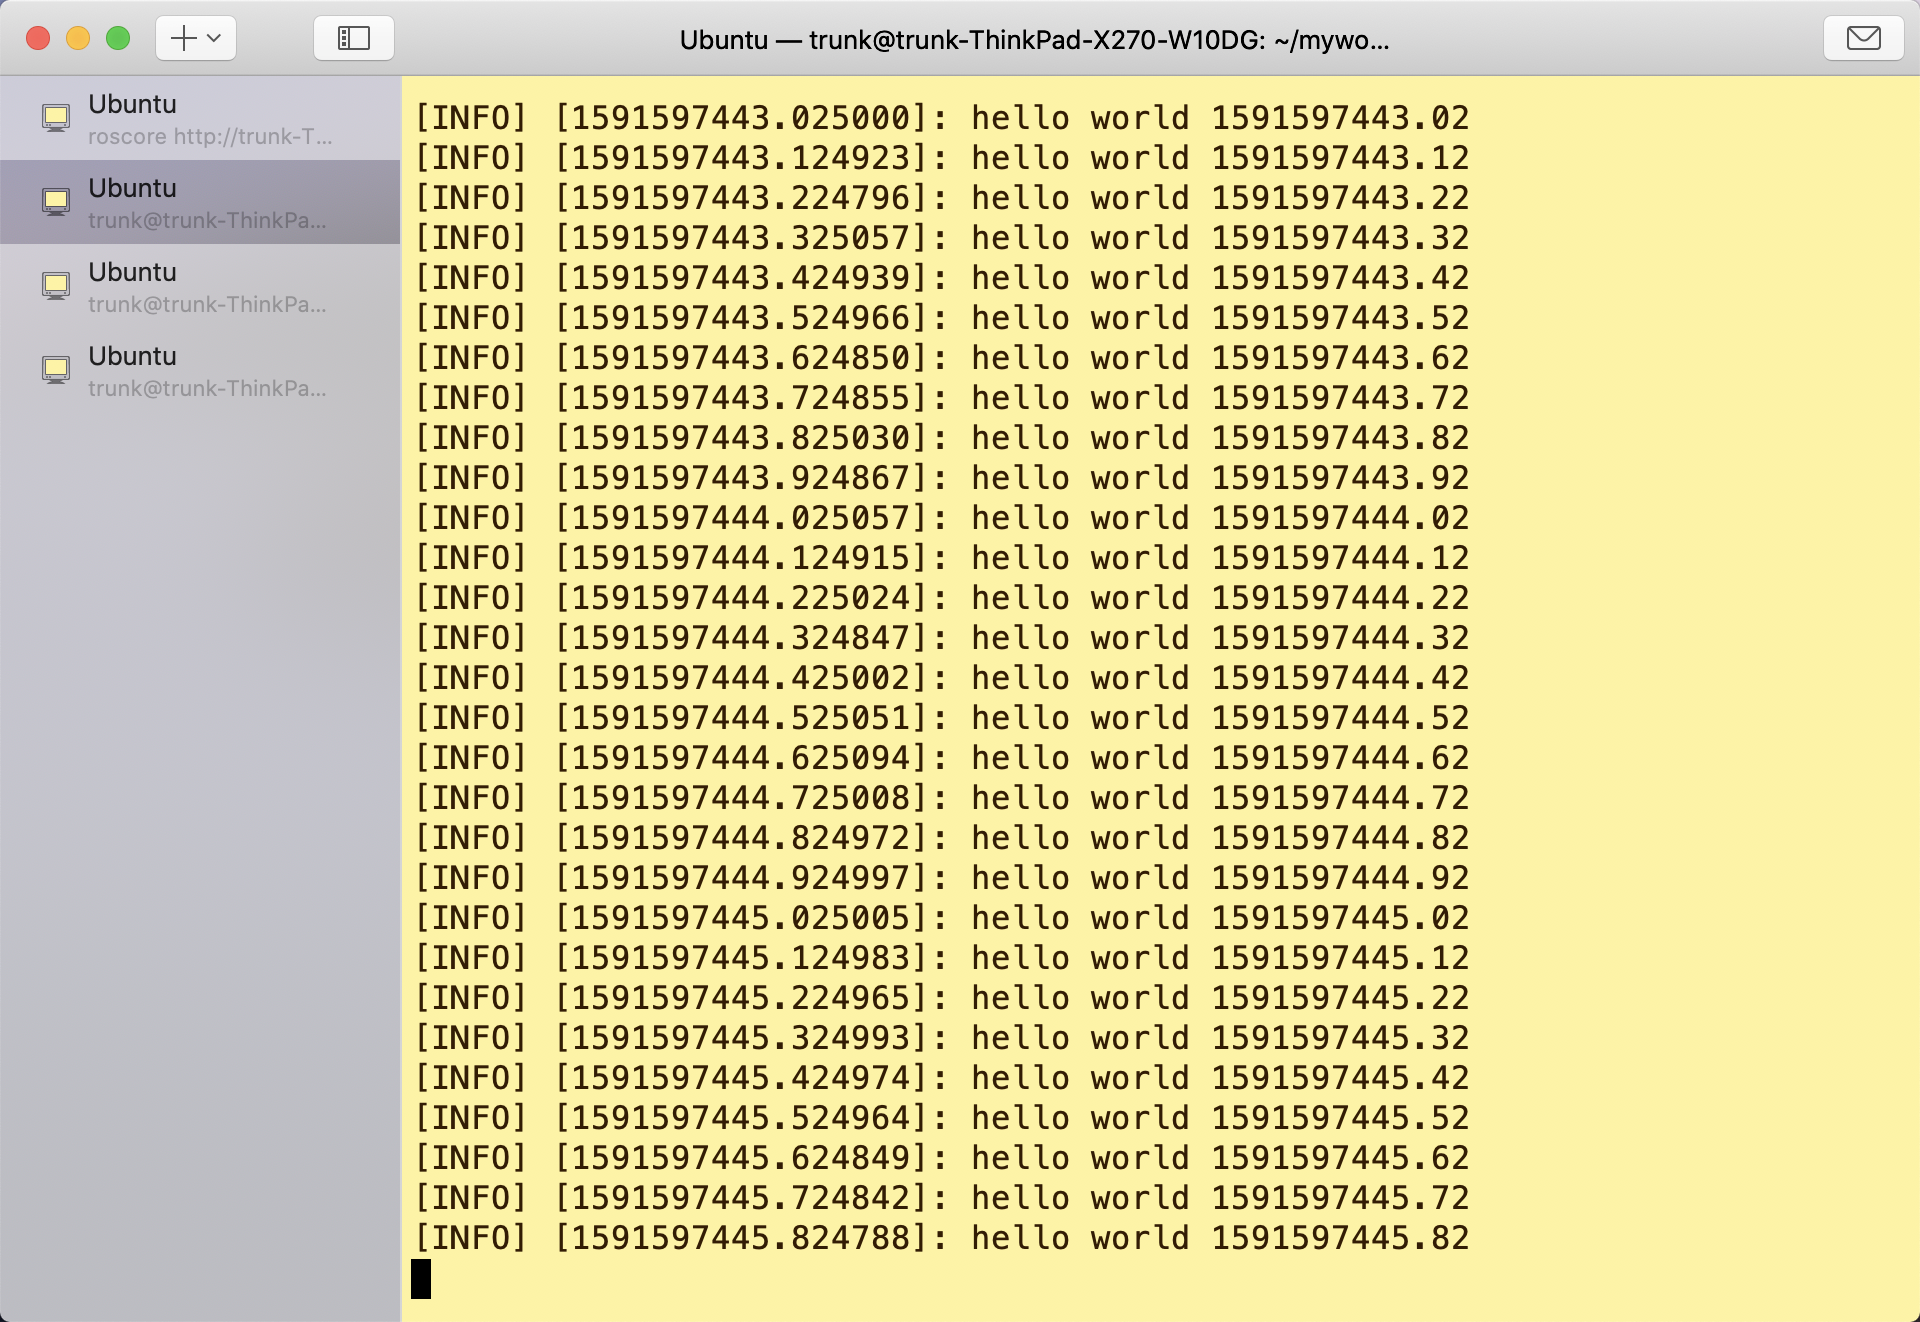 Ubuntu — trunk@trunk-ThinkPad-X270-W10DG: ~/mywo...
Ubuntu
roscore http://trunk-T...
Ubuntu
trunk@trunk-ThinkPa...
Ubuntu
trunk@trunk-ThinkPa...
Ubuntu
trunk@trunk-ThinkPa...
[INFO] [1591597443.025000]: hello world 1591597443.02
[INFO] [1591597443.124923]: hello world 1591597443.12
[INFO] [1591597443.224796]: hello world 1591597443.22
[INFO] [1591597443.325057]: hello world 1591597443.32
[INFO] [1591597443.424939]: hello world 1591597443.42
[INFO] [1591597443.524966]: hello world 1591597443.52
[INFO] [1591597443.624850]: hello world 1591597443.62
[INFO] [1591597443.724855]: hello world 1591597443.72
[INFO] [1591597443.825030]: hello world 1591597443.82
[INFO] [1591597443.924867]: hello world 1591597443.92
[INFO] [1591597444.025057]: hello world 1591597444.02
[INFO] [1591597444.124915]: hello world 1591597444.12
[INFO] [1591597444.225024]: hello world 1591597444.22
[INFO] [1591597444.324847]: hello world 1591597444.32
[INFO] [1591597444.425002]: hello world 1591597444.42
[INFO] [1591597444.525051]: hello world 1591597444.52
[INFO] [1591597444.625094]: hello world 1591597444.62
[INFO] [1591597444.725008]: hello world 1591597444.72
[INFO] [1591597444.824972]: hello world 1591597444.82
[INFO] [1591597444.924997]: hello world 1591597444.92
[INFO] [1591597445.025005]: hello world 1591597445.02
[INFO] [1591597445.124983]: hello world 1591597445.12
[INFO] [1591597445.224965]: hello world 1591597445.22
[INFO] [1591597445.324993]: hello world 1591597445.32
[INFO] [1591597445.424974]: hello world 1591597445.42
[INFO] [1591597445.524964]: hello world 1591597445.52
[INFO] [1591597445.624849]: hello world 1591597445.62
[INFO] [1591597445.724842]: hello world 1591597445.72
[INFO] [1591597445.824788]: hello world 1591597445.82